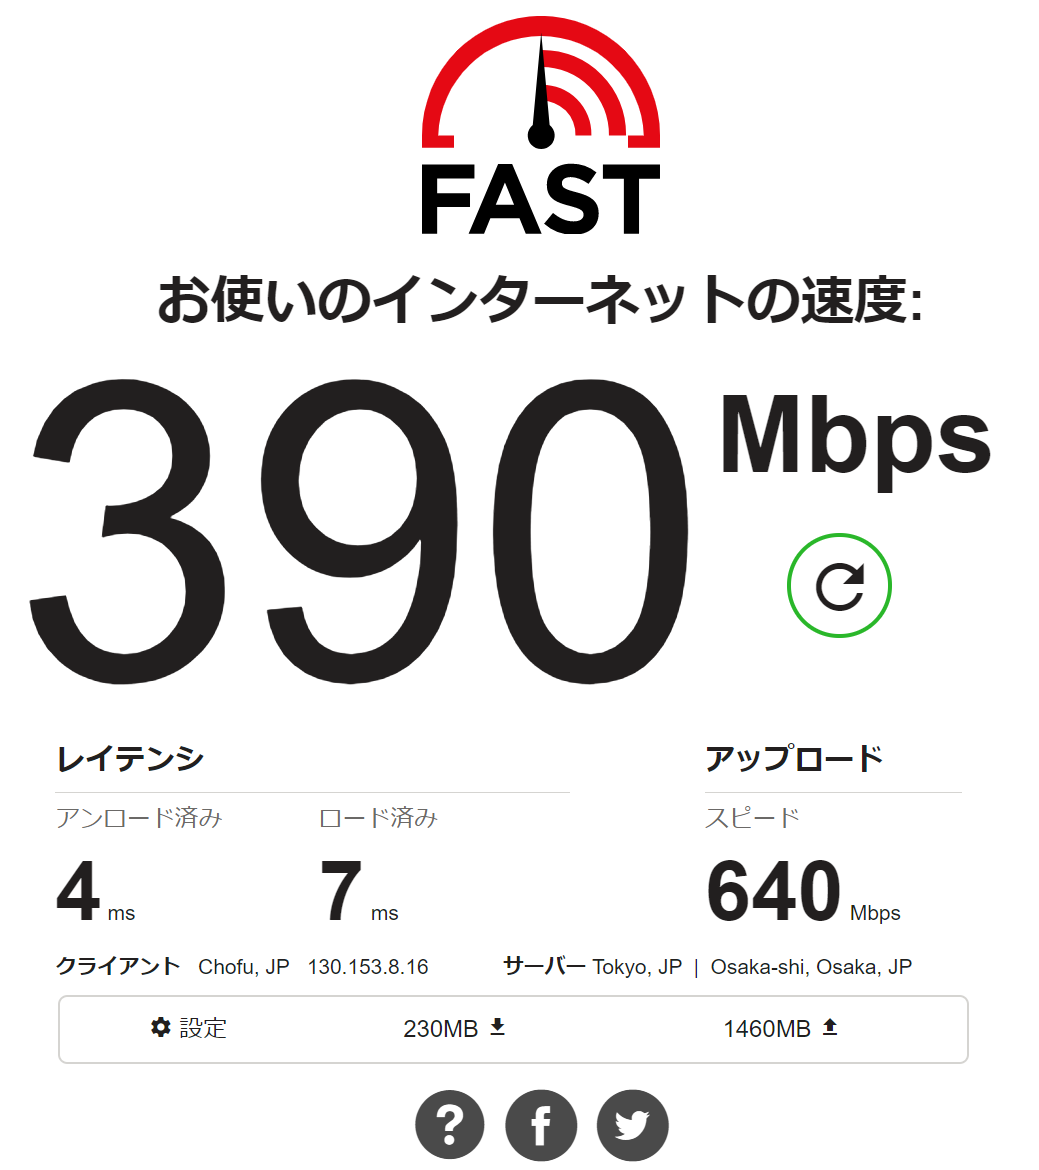 FAST
お使いのインターネットの速度:
390 Mbps
レイテンシ アップロード
アンロード済み ロード済み スピード
4 ms 7 ms 640 Mbps
クライアント Chofu, JP 130.153.8.16 サーバー Tokyo, JP | Osaka-shi, Osaka, JP
設定 230MB 1460MB
?